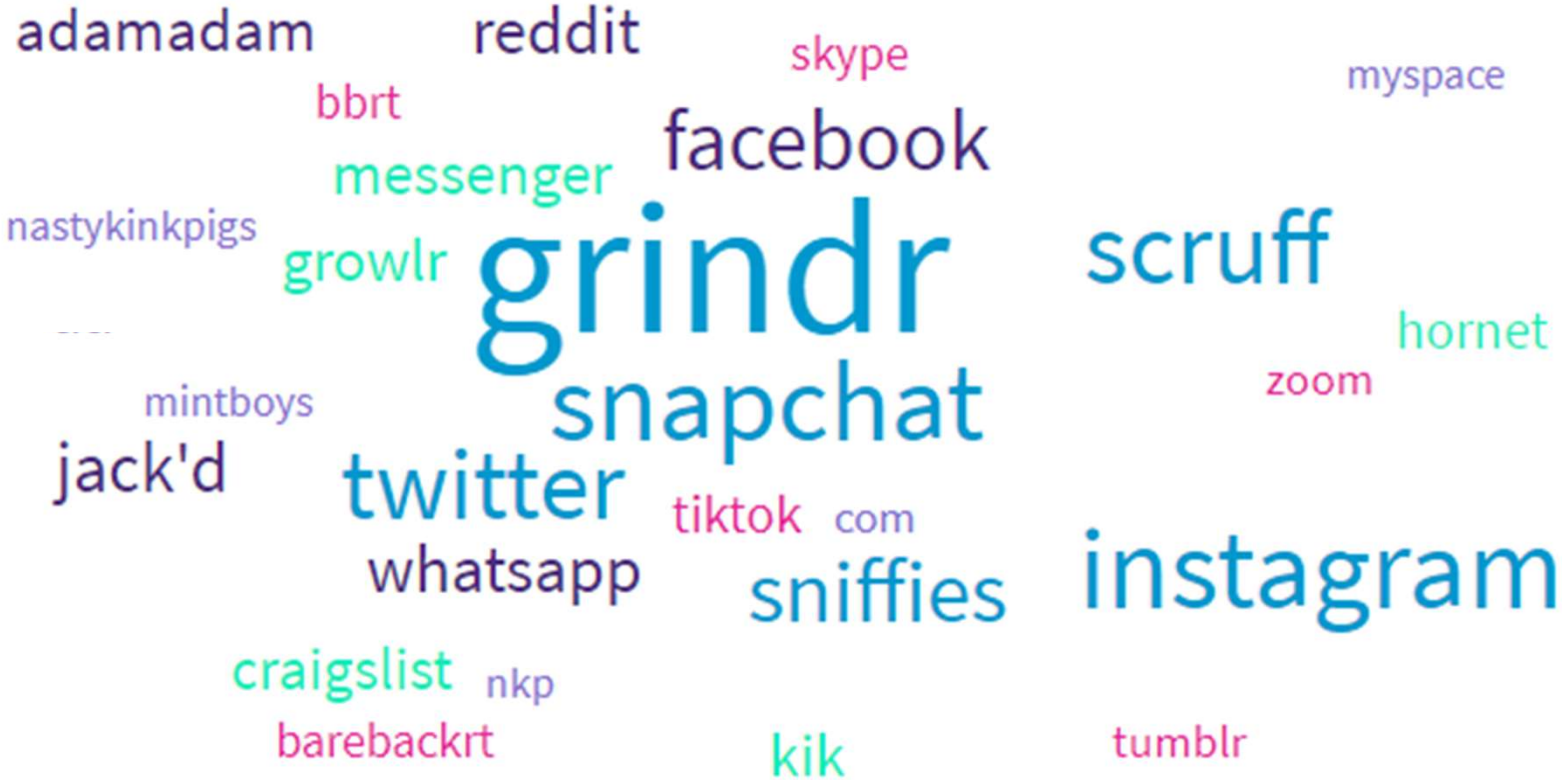 adamadam
reddit
skype
myspace
bbrt
facebook
messenger
nastykinkpigs
growlr
grindr
scruff
hornet
zoom
mintboys
snapchat
jack'd
twitter
tiktok
com
whatsapp
sniffies
instagram
craigslist
nkp
barebackrt
kik
tumblr